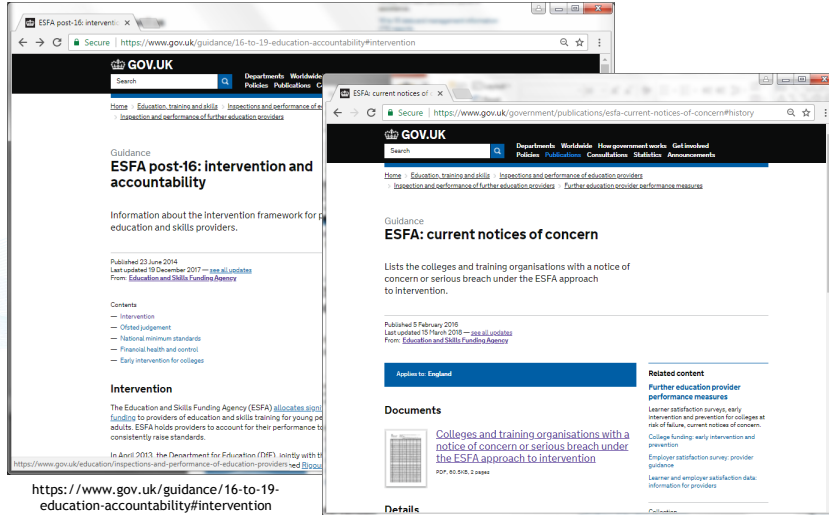 ESFA post-16: interventic
Secure | https://www.gov.uk/guidance/16-to-19-education-accountability#intervention
GOV.UK
Search
Departments Worldwide
Policies Publications C
Home Education, training and skills Inspections and performance of e
Inspection and performance of further education providers
Guidance
ESFA post-16: intervention and
accountability
Information about the intervention framework for p
education and skills providers.
Published 23 June 2014
Last updated 19 December 2017 — see all updates
From: Education and Skills Funding Agency
Contents
— Intervention
— Ofsted judgement
— National minimum standards
— Financial health and control
— Early intervention for colleges
Intervention
The Education and Skills Funding Agency (ESFA) allocates signi
funding to providers of education and skills training for young pe
adults. ESFA holds providers to account for their performance to
consistently raise standards.
In April 2013, the Department for Education (DfE), jointly with th
https://www.gov.uk/education/inspections-and-performance-of-education-providers hed Rigou
https://www.gov.uk/guidance/16-to-19-
education-accountability#intervention
ESFA: current notices of c
Secure | https://www.gov.uk/government/publications/esfa-current-notices-of-concern#history
GOV.UK
Search
Departments Worldwide How government works Get involved
Policies Publications Consultations Statistics Announcements
Home Education, training and skills Inspections and performance of education providers
Inspection and performance of further education providers Further education provider performance measures
Guidance
ESFA: current notices of concern
Lists the colleges and training organisations with a notice of
concern or serious breach under the ESFA approach
to intervention.
Published 5 February 2016
Last updated 15 March 2018 — see all updates
From: Education and Skills Funding Agency
Applies to: England
Documents
Colleges and training organisations with a
notice of concern or serious breach under
the ESFA approach to intervention
PDF, 60.5KB, 2 pages
Details
Related content
Further education provider
performance measures
Learner satisfaction surveys, early
intervention and prevention for colleges at
risk of failure, current notices of concern.
College funding: early intervention and
prevention
Employer satisfaction survey: provider
guidance
Learner and employer satisfaction data:
information for providers
Collection